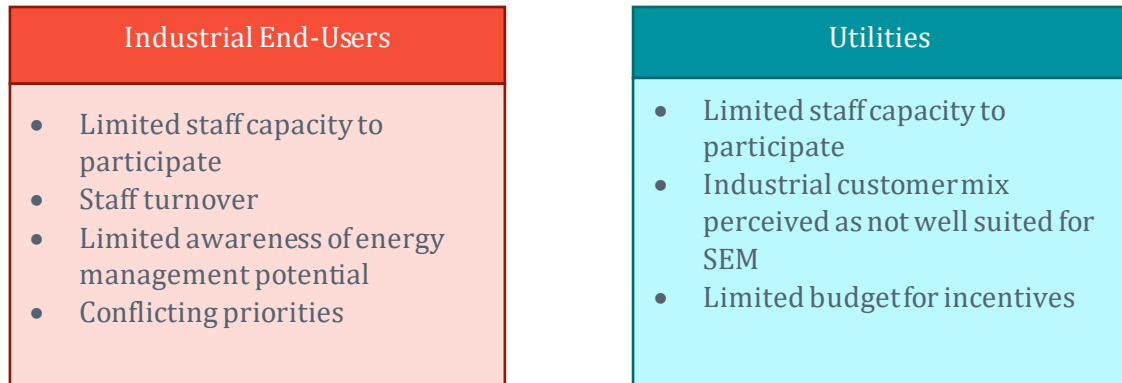 Industrial End-Users
• Limited staff capacity to
participate
• Staff turnover
• Limited awareness of energy
management potential
• Conflicting priorities
Utilities
• Limited staff capacity to
participate
• Industrial customer mix
perceived as not well suited for
SEM
• Limited budget for incentives